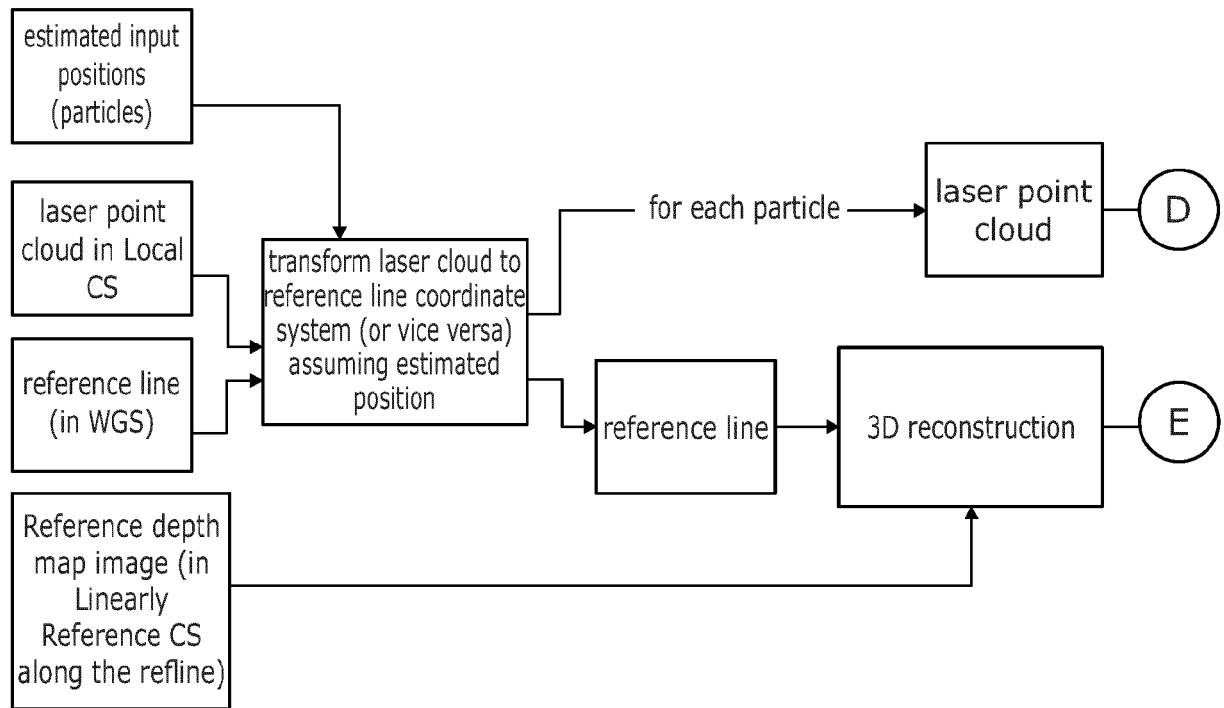 estimated input
positions
(particles)
laser point
cloud in Local
CS
reference line
(in WGS)
Reference depth
map image (in
Linearly
Reference CS
along the refline)
transform laser cloud to
reference line coordinate
system (or vice versa)
assuming estimated
position
for each particle
laser point
cloud
D
reference line
3D reconstruction
E